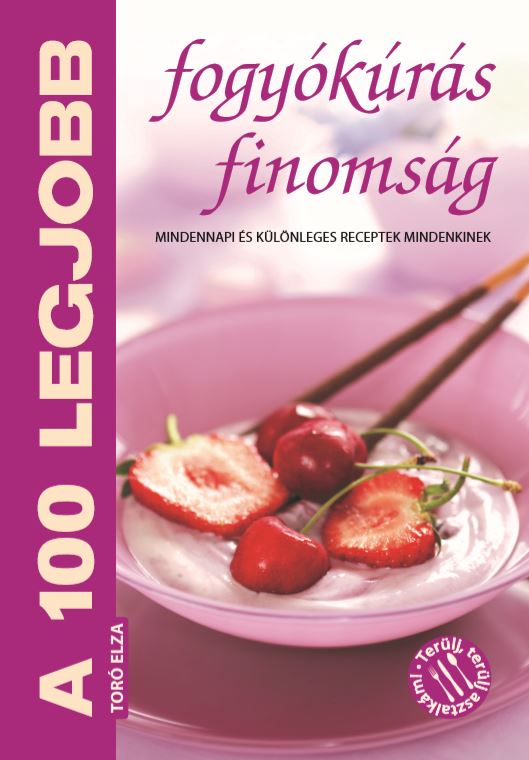 A 100 LEGJOBB
fogyókúrás
finomság
MINDENNAPI ÉS KÜLÖNLEGES RECEPTEK MINDENKINEK
TORÓ ELZA
Terülj, terülj asztalkám!